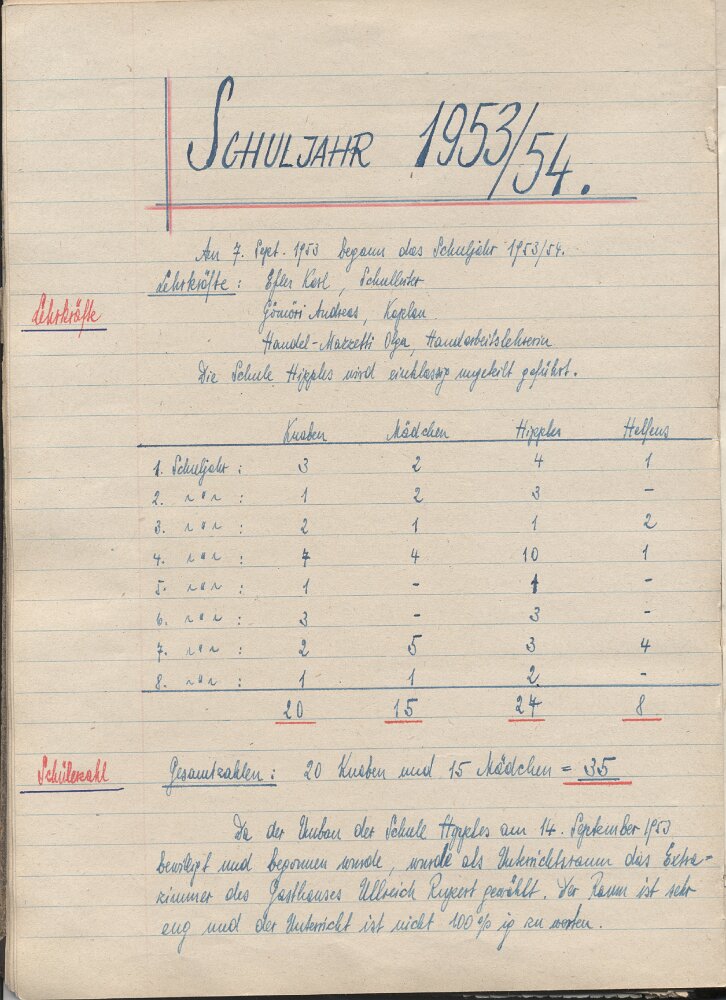 SCHULJAHR 1953/54.
Am 7. Sept. 1953 begann das Schuljahr 1953/54.
Lehrkräfte
Lehrkräfte: Efler Karl, Schulleiter
Gömöri Andreas, Kaplan
Handel-Mazzetti Olga, Handarbeitslehrerin
Die Schule Hipples wird einklassig ungeteilt geführt.
Knaben Mädchen Hipples Helfens
1. Schuljahr: 3 2 4 1
2. " " " : 1 2 3 -
3. " " " : 2 1 1 2
4. " " " : 7 4 10 1
5. " " " : 1 - 1 -
6. " " " : 3 - 3 -
7. " " " : 2 5 3 4
8. " " " : 1 1 2 -
20 15 27 8
Schülerzahl
Gesamtzahlen: 20 Knaben und 15 Mädchen = 35
Da der Umbau der Schule Hipples am 14. September 1953
bewilligt und begonnen wurde, wurde als Unterrichtsraum das Extra-
zimmer des Gasthauses Ullreich Rupert gewählt. Der Raum ist sehr
eng und der Unterricht ist nicht 100%ig zu werten.